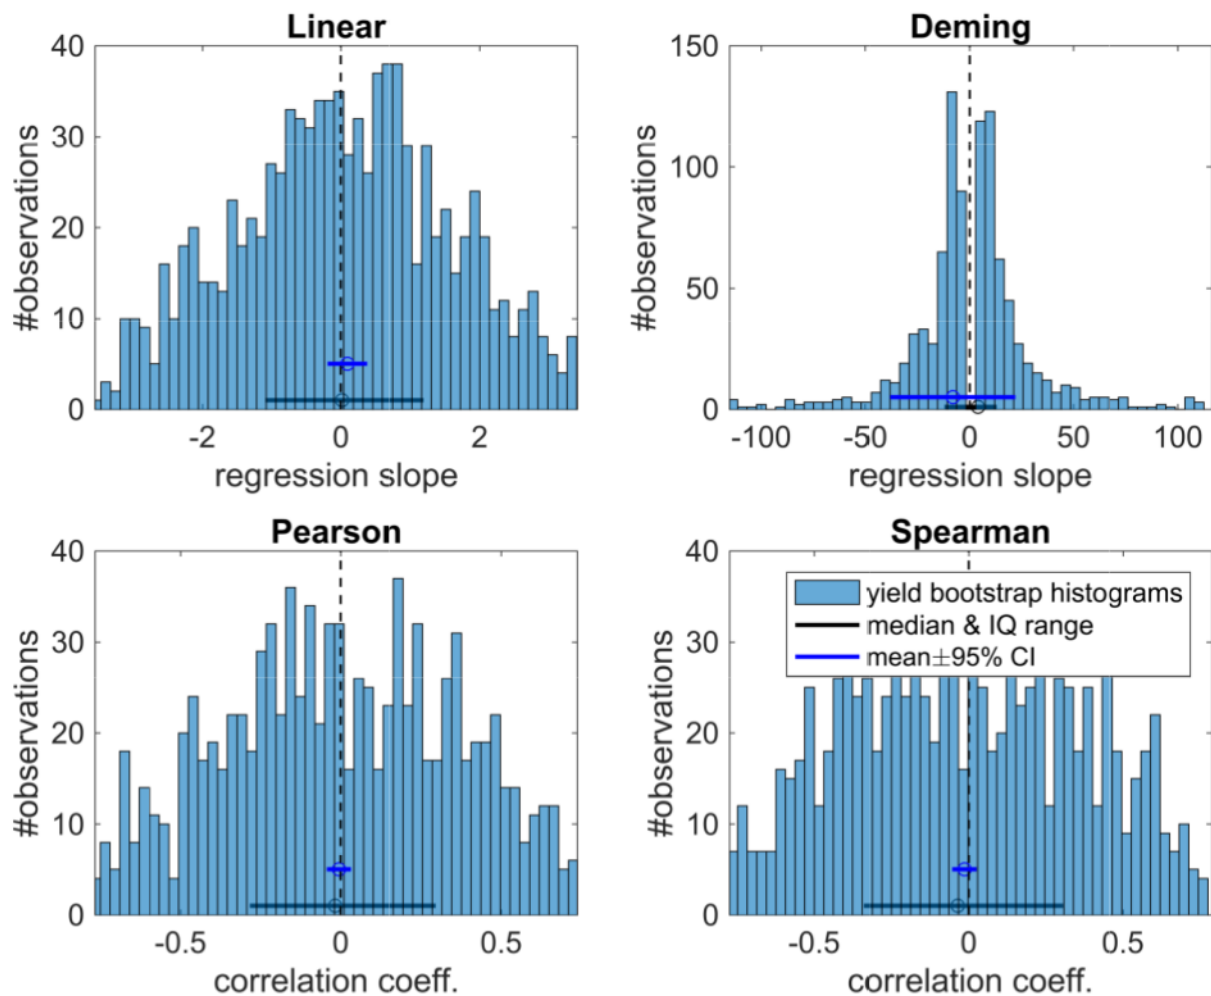 Linear
40
30
20
10
0
#observations
-2
0
2
regression slope
Deming
150
100
50
0
#observations
-100
-50
0
50
100
regression slope
Pearson
40
30
20
10
0
#observations
-0.5
0
0.5
correlation coeff.
Spearman
40
30
20
10
0
#observations
yield bootstrap histograms
median & IQ range
mean±95% CI
-0.5
0
0.5
correlation coeff.